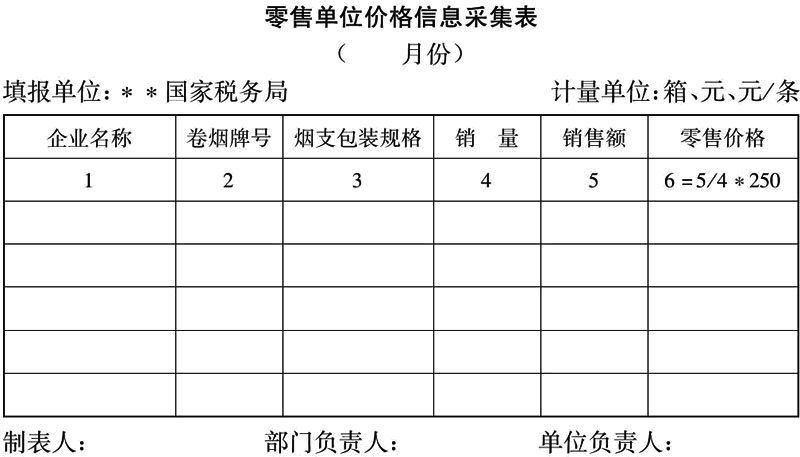 零售单位价格信息采集表
（　　月份）
填报单位：＊＊国家税务局　　计量单位：箱、元、元/条
企业名称　卷烟牌号　烟支包装规格　销　量　销售额　零售价格
1　2　3　4　5　6=5/4*250
制表人：　　部门负责人：　　单位负责人：